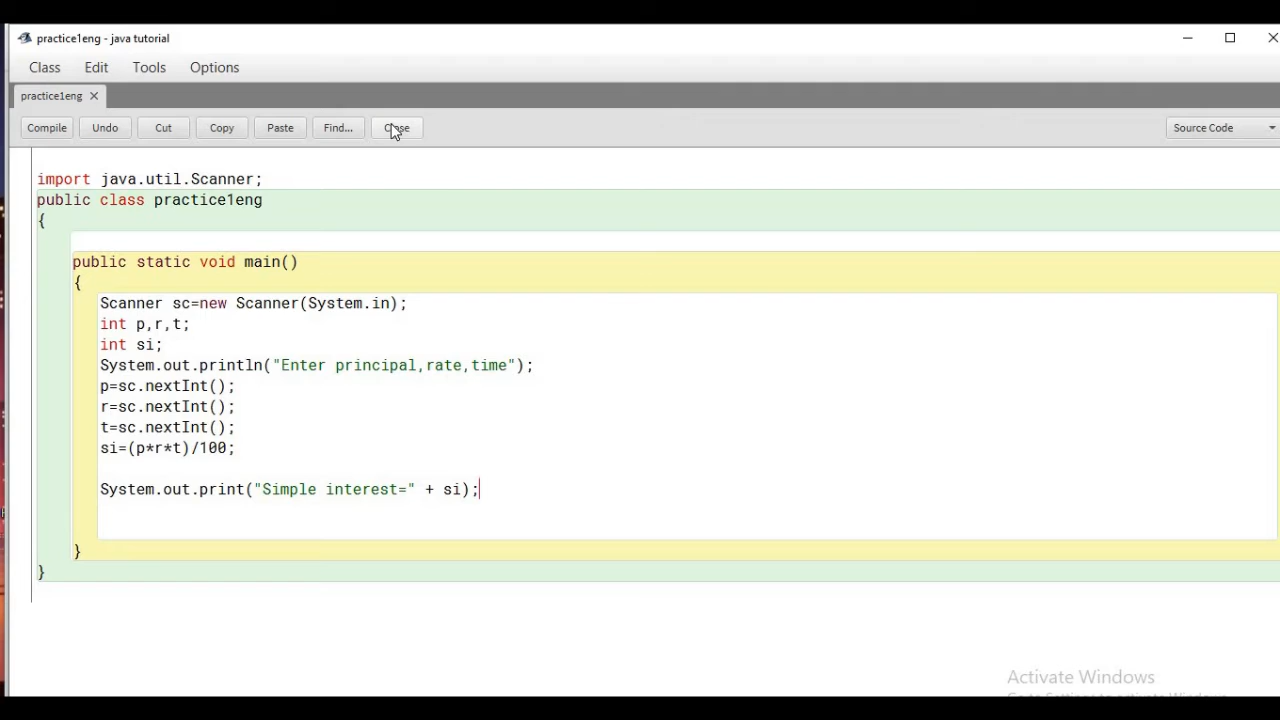 practice1eng - java tutorial
Class Edit Tools Options
practice1eng
Compile Undo Cut Copy Paste Find... Close Source Code
import java.util.Scanner;
public class practice1eng
{
public static void main()
{
Scanner sc=new Scanner(System.in);
int p,r,t;
int si;
System.out.println("Enter principal,rate,time");
p=sc.nextInt();
r=sc.nextInt();
t=sc.nextInt();
si=(p*r*t)/100;
System.out.print("Simple interest=" + si);
}
}
Activate Windows